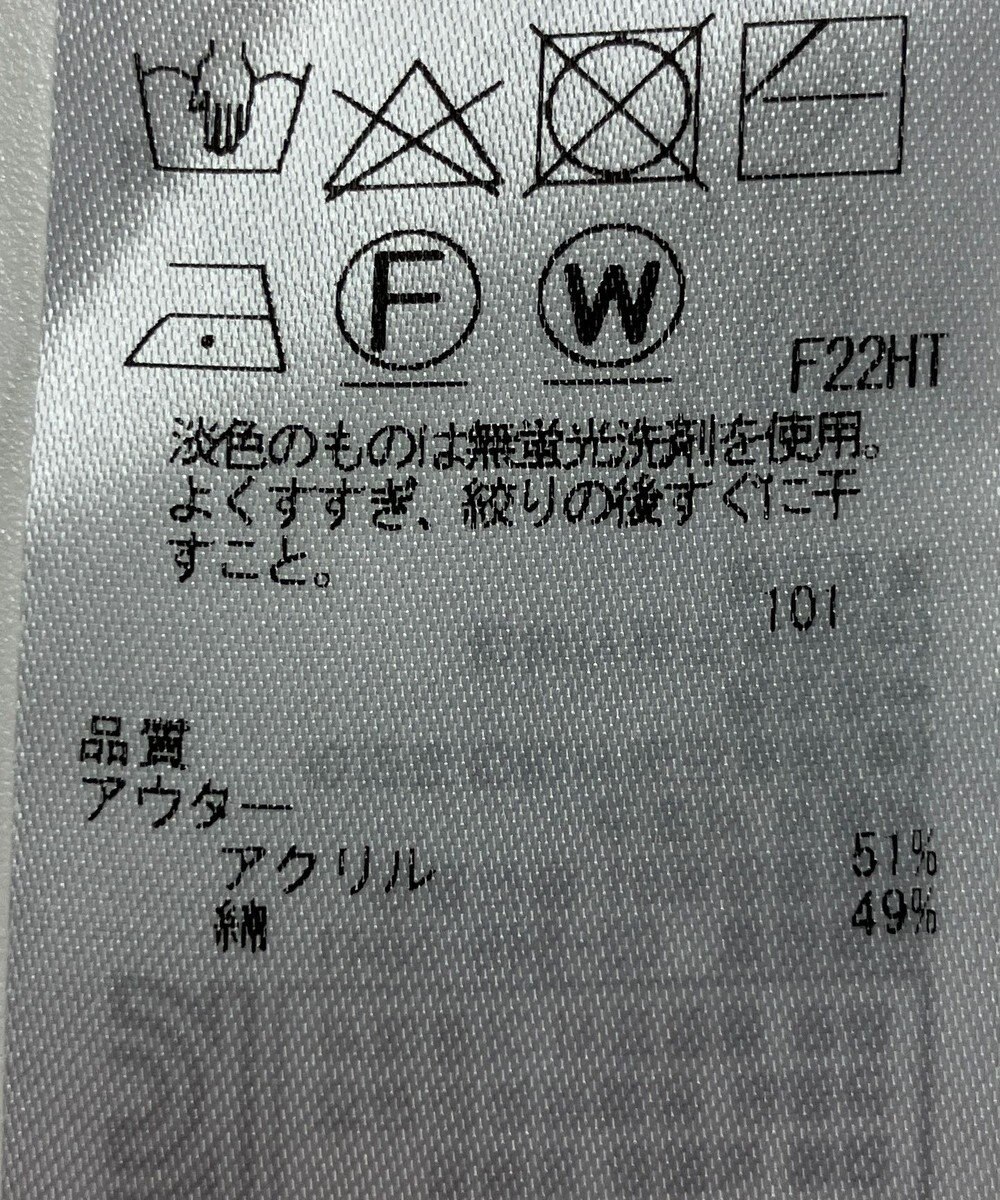 F
W
F22HT
淡色のものは無蛍光洗剤を使用。
よくすすぎ、絞りの後すぐに干
すこと。
101
品質
アウター
アクリル 51%
綿 49%